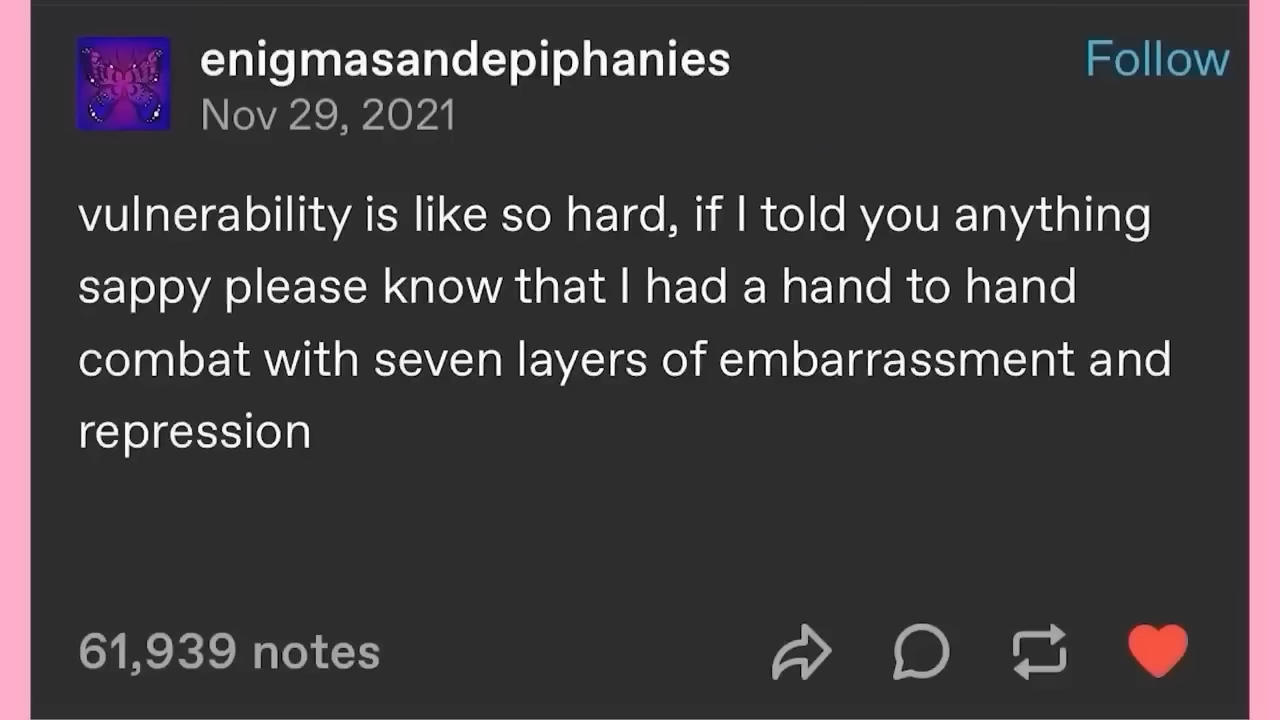 enigmasandepiphanies
Follow
Nov 29, 2021
vulnerability is like so hard, if I told you anything
sappy please know that I had a hand to hand
combat with seven layers of embarrassment and
repression
61,939 notes